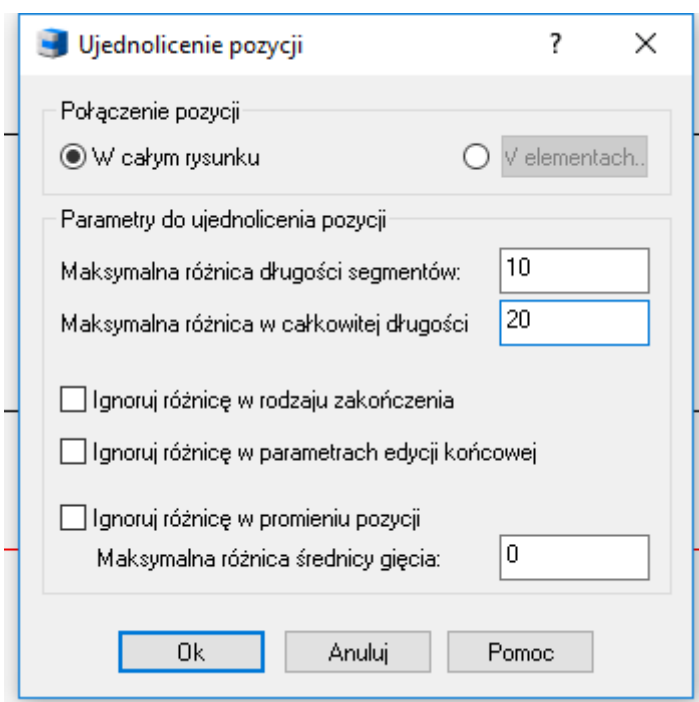 Ujednolicenie pozycji ?
Połączenie pozycji
W całym rysunku
V elementach..
Parametry do ujednolicenia pozycji
Maksymalna różnica długości segmentów: 10
Maksymalna różnica w całkowitej długości 20
Ignoruj różnicę w rodzaju zakończenia
Ignoruj różnicę w parametrach edycji końcowej
Ignoruj różnicę w promieniu pozycji
Maksymalna różnica średnicy gięcia: 0
Ok Anuluj Pomoc